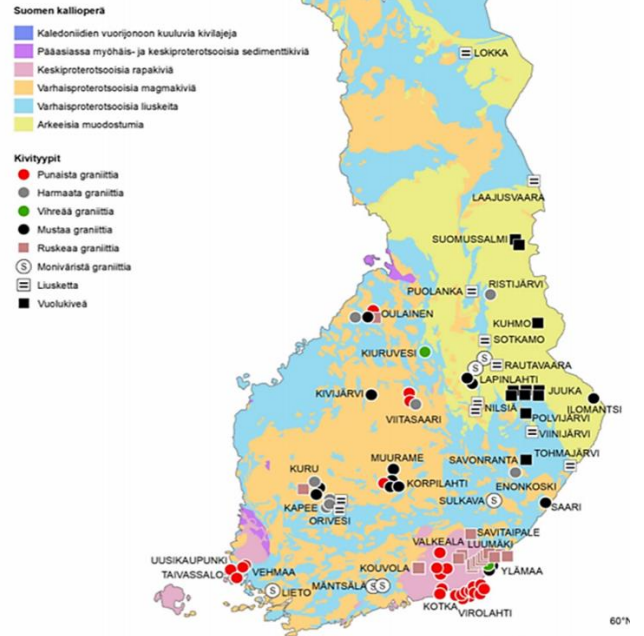 Suomen kallioperä
Kaledoniidien vuorijonoon kuuluvia kivilajeja
Pääasiassa myöhäis- ja keskiproterotsooisia sedimenttikiviä
Keskiproterotsooisia rapakiviä
Varhaisproterotsooisia magmakiviä
Varhaisproterotsooisia liuskeita
Arkeeisia muodostumia
Kivityypit
Punaista graniittia
Harmaata graniittia
Vihreää graniittia
Mustaa graniittia
Ruskeaa graniittia
S Moniväristä graniittia
Liusketta
Vuolukiveä
LOKKA
LAAJUSVAARA
SUOMUSSALMI
PUOLANKA
RISTIJÄRVI
OULAINEN
KUHMO
SOTKAMO
KIURUVESI
S
RAUTAVAARA
S
LAPINLAHTI
KIVIJÄRVI
JUUKA
ILOMANTSI
NILSIÄ
VIITASAARI
POLVIJÄRVI
VIINIJÄRVI
TOHMAJÄRVI
MUURAME
SAVONRANTA
KURU
KORPILAHTI
ENONKOSKI
SULKAVA S
SAARI
KAPEE
ORIVESI
SAVITAIPALE
VALKEALA
LUUMÄKI
UUSIKAUPUNKI
KOUVOLA
YLÄMAA
TAIVASSALO
VEHMAA
MÄNTSÄLÄ S S
S LIETO
KOTKA
VIROLAHTI
60°N